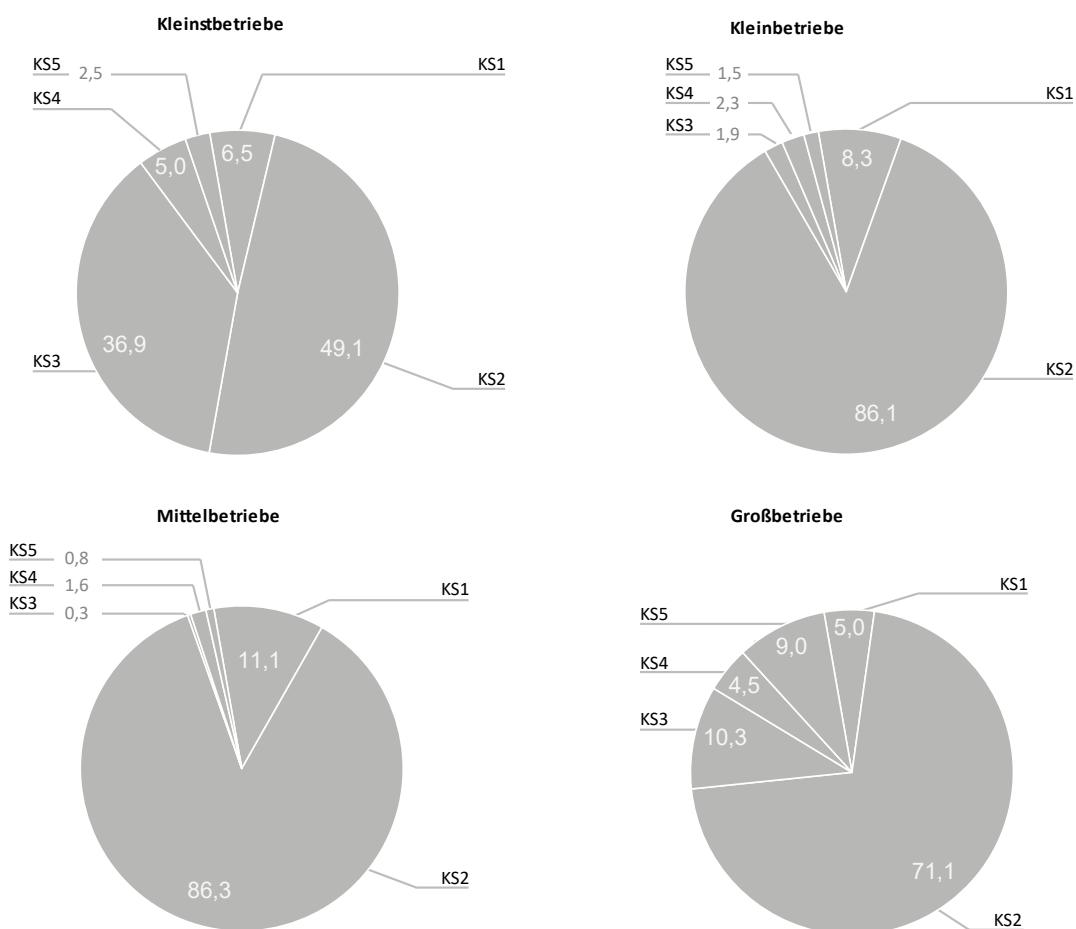 Kleinstbetriebe
KS5 2,5
KS1
KS4
5,0
6,5
36,9
49,1
KS3
KS2
Kleinbetriebe
KS5 1,5
KS4 2,3
KS1
KS3 1,9
8,3
KS2
86,1
Mittelbetriebe
KS5 0,8
KS4 1,6
KS1
KS3 0,3
11,1
KS2
86,3
Großbetriebe
KS1
KS5
5,0
9,0
KS4
4,5
KS3
10,3
71,1
KS2